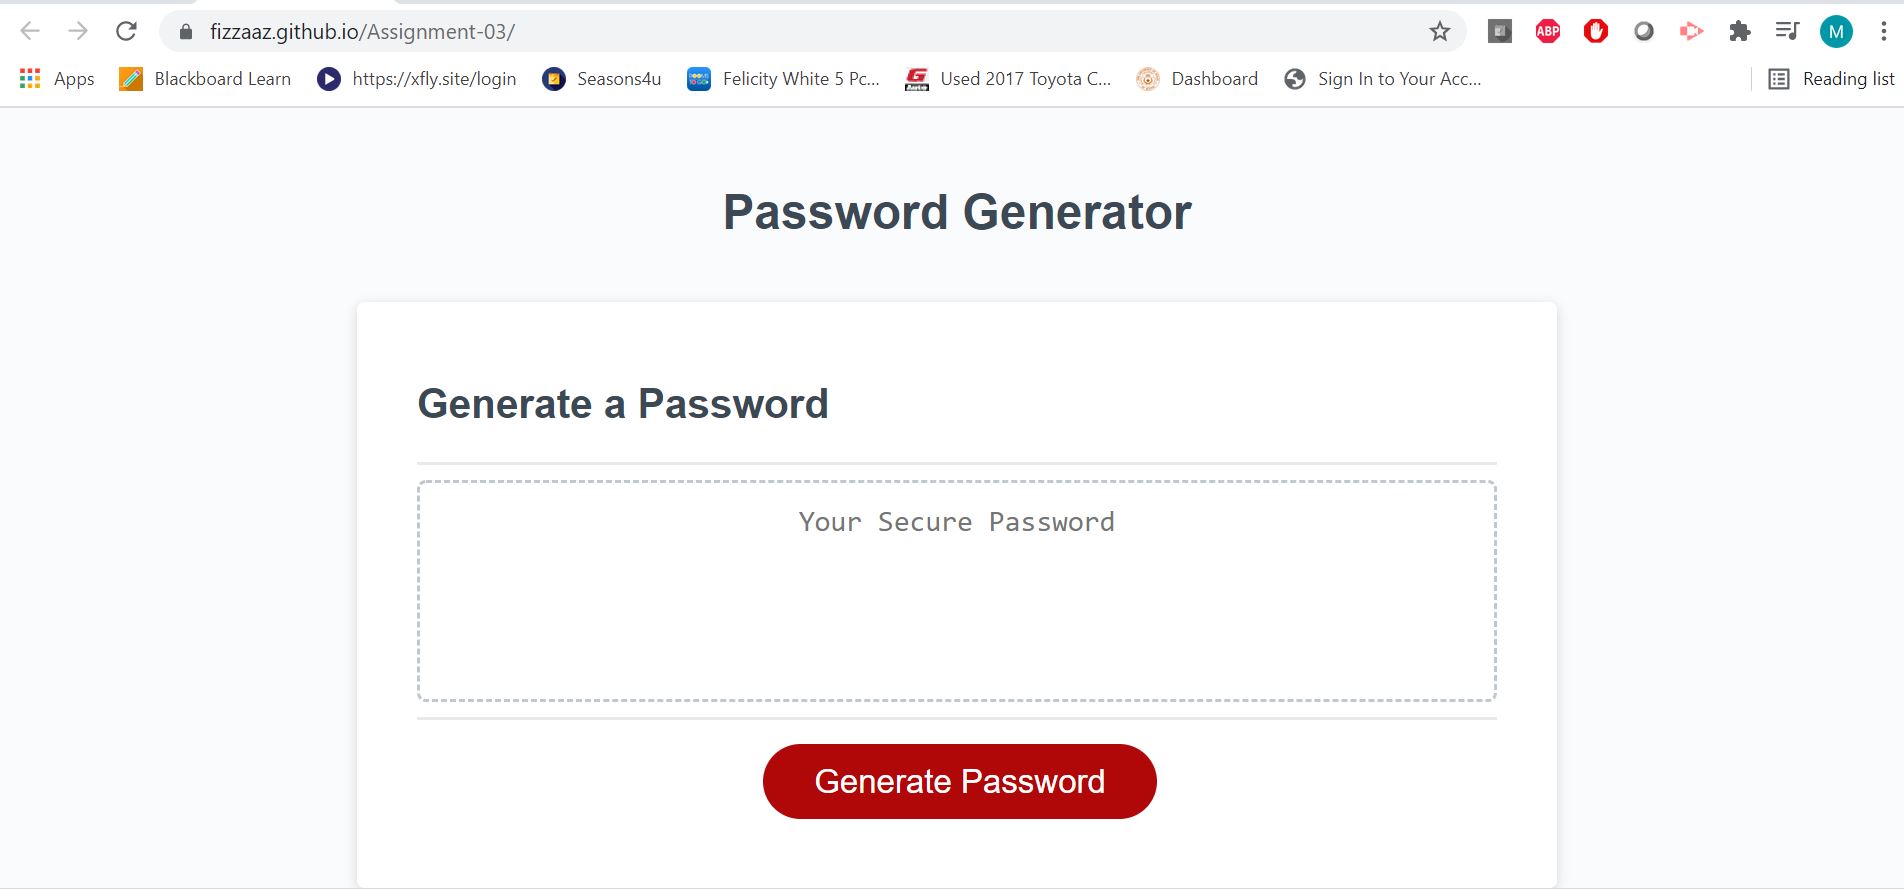 fizzaaz.github.io/Assignment-03/
ABP
M
Apps Blackboard Learn https://xfly.site/login Seasons4u Felicity White 5 Pc... Used 2017 Toyota C... Dashboard Sign In to Your Acc... Reading list
Password Generator
Generate a Password
Your Secure Password
Generate Password